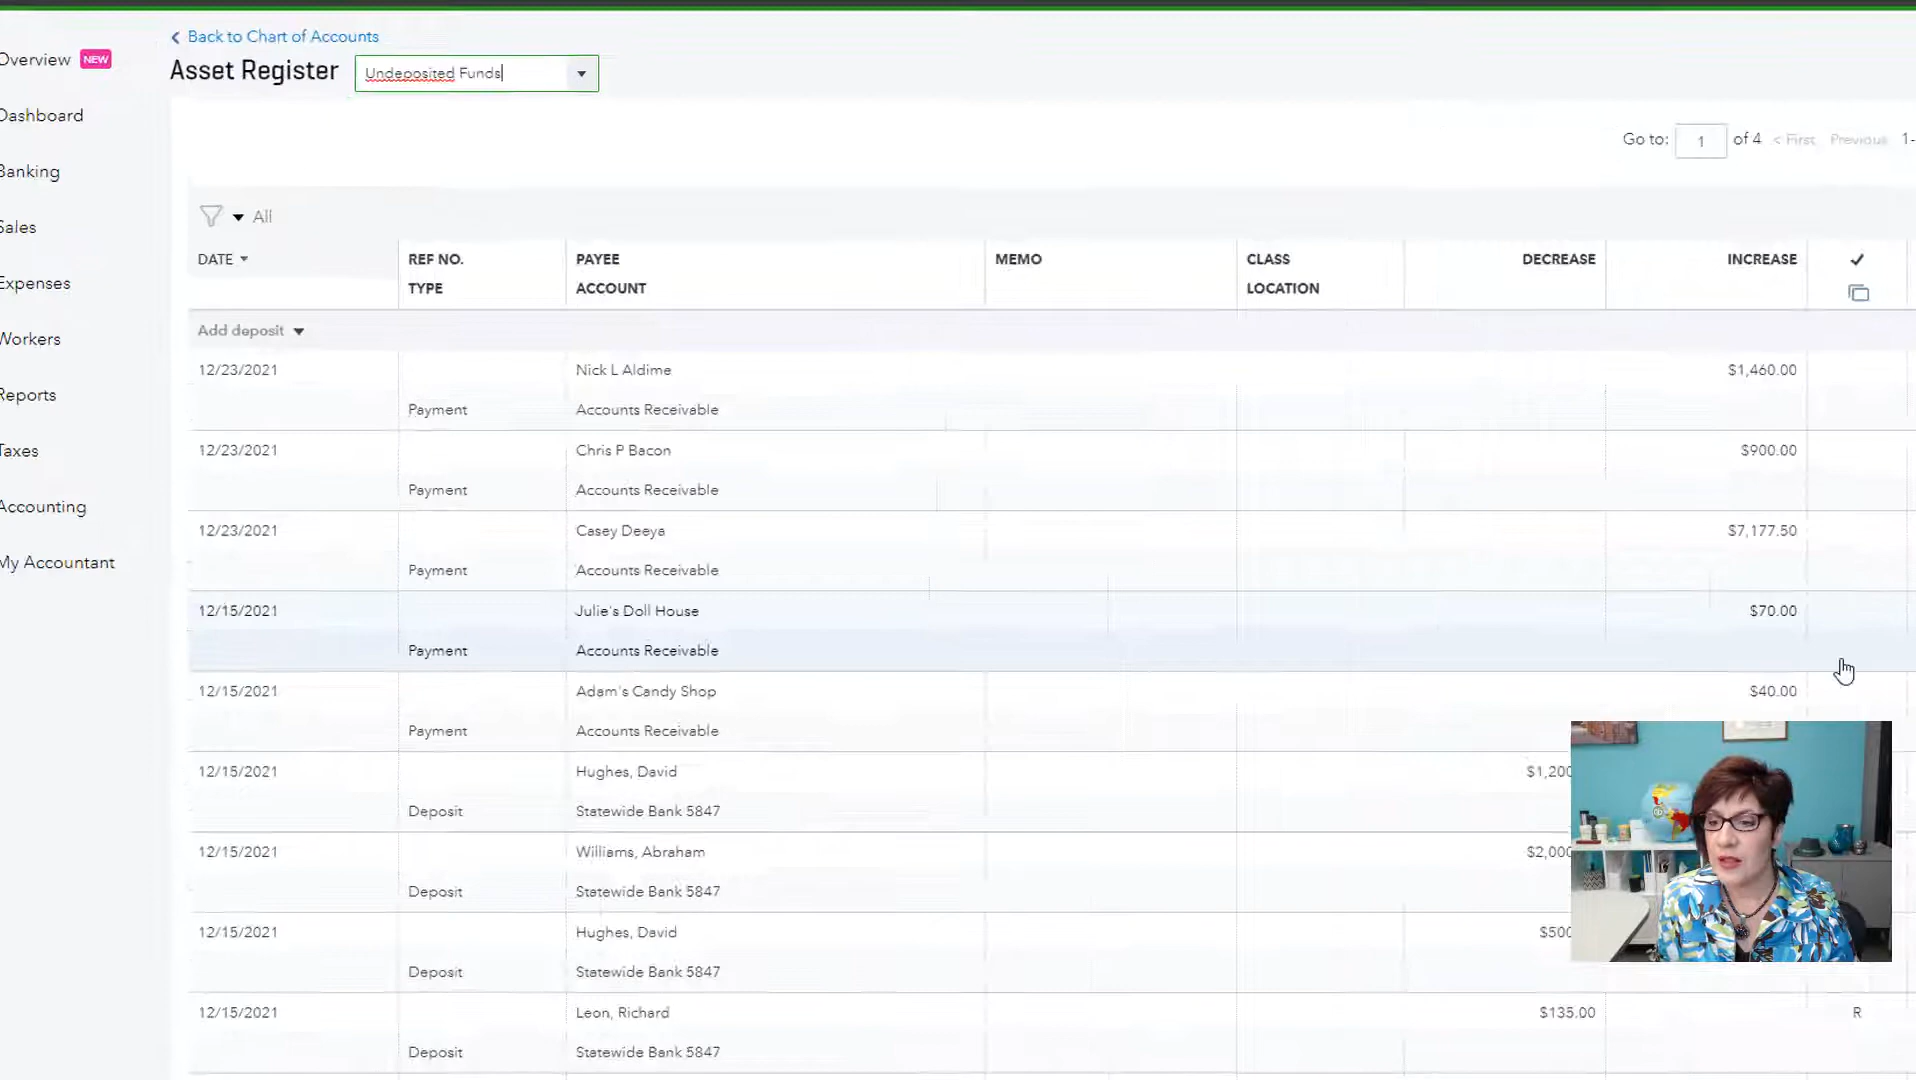 Back to Chart of Accounts
Asset Register Undeposited Funds
Overview NEW
Dashboard
Banking
Sales
Expenses
Workers
Reports
Taxes
Accounting
My Accountant
Go to: 1 of 4 < First Previous 1-
All
DATE REF NO. PAYEE MEMO CLASS DECREASE INCREASE ✓
TYPE ACCOUNT LOCATION
Add deposit
12/23/2021 Nick L Aldime $1,460.00
Payment Accounts Receivable
12/23/2021 Chris P Bacon $900.00
Payment Accounts Receivable
12/23/2021 Casey Deeya $7,177.50
Payment Accounts Receivable
12/15/2021 Julie's Doll House $70.00
Payment Accounts Receivable
12/15/2021 Adam's Candy Shop $40.00
Payment Accounts Receivable
12/15/2021 Hughes, David $1,200
Deposit Statewide Bank 5847
12/15/2021 Williams, Abraham $2,000
Deposit Statewide Bank 5847
12/15/2021 Hughes, David $500
Deposit Statewide Bank 5847
12/15/2021 Leon, Richard $135.00 R
Deposit Statewide Bank 5847